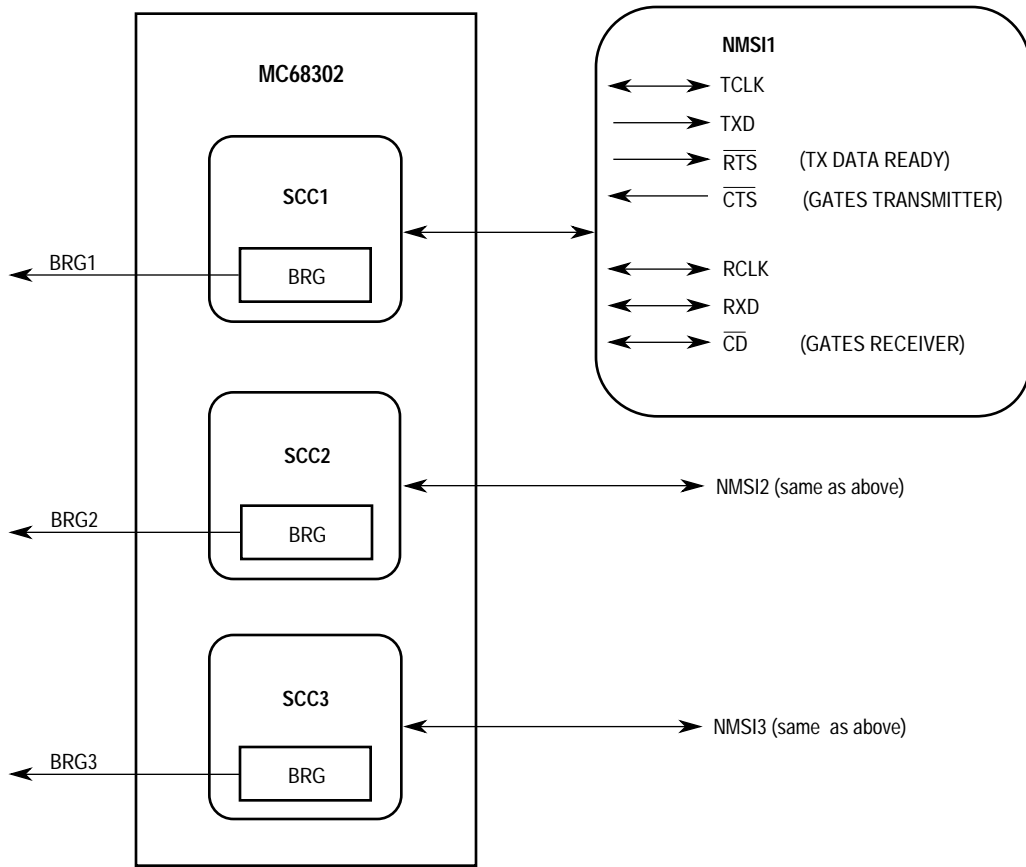 MC68302
SCC1
BRG
BRG1
NMSI1
TCLK
TXD
RTS (TX DATA READY)
CTS (GATES TRANSMITTER)
RCLK
RXD
CD (GATES RECEIVER)
SCC2
BRG
BRG2
NMSI2 (same as above)
SCC3
BRG
BRG3
NMSI3 (same as above)